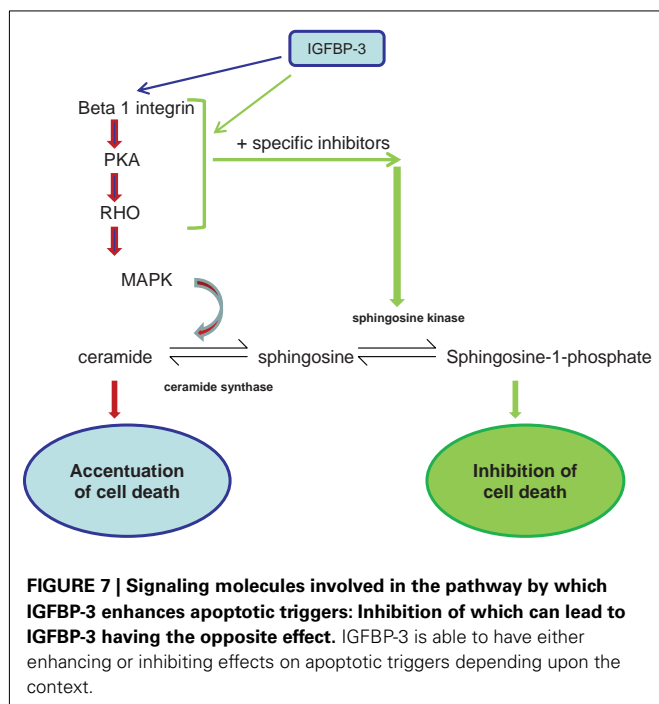 IGFBP-3
Beta 1 integrin
+ specific inhibitors
PKA
RHO
MAPK
sphingosine kinase
ceramide
sphingosine
Sphingosine-1-phosphate
ceramide synthase
Accentuation
of cell death
Inhibition of
cell death
FIGURE 7 | Signaling molecules involved in the pathway by which
IGFBP-3 enhances apoptotic triggers: Inhibition of which can lead to
IGFBP-3 having the opposite effect. IGFBP-3 is able to have either
enhancing or inhibiting effects on apoptotic triggers depending upon the
context.